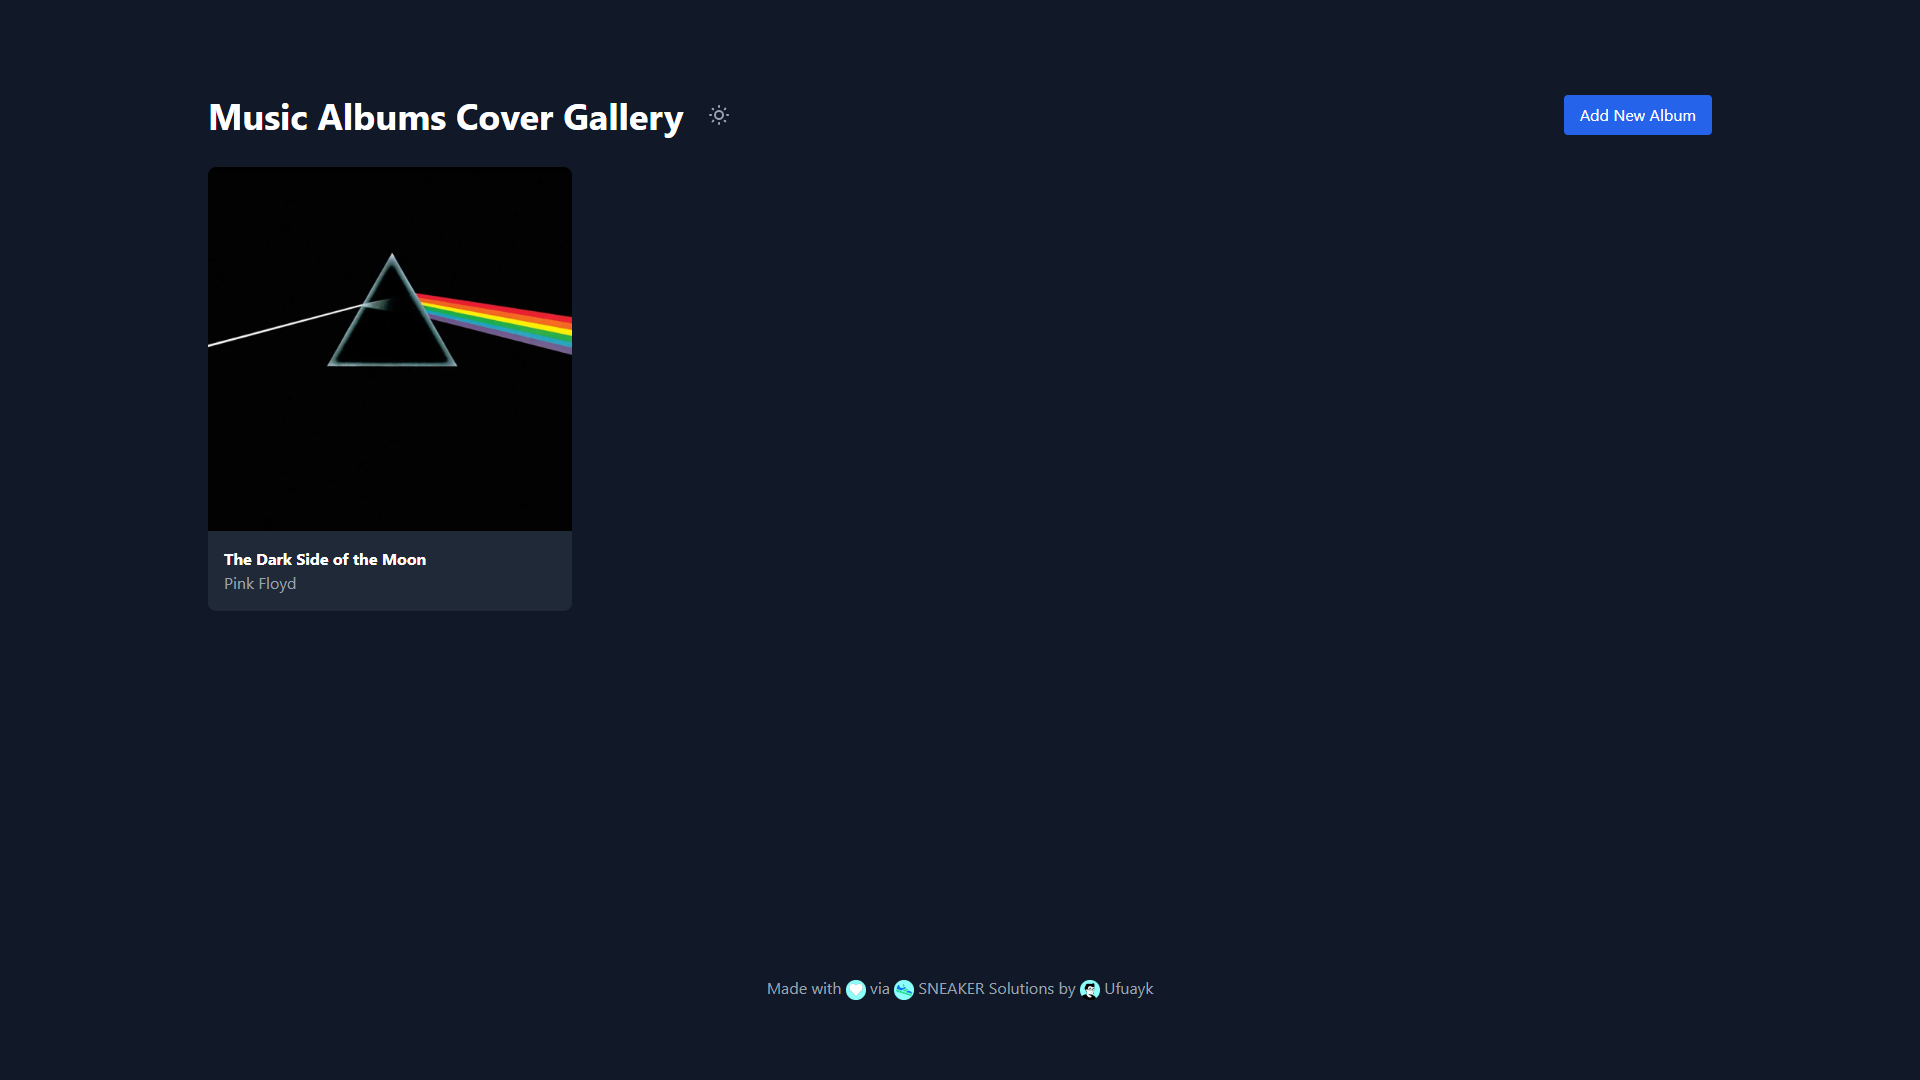 Music Albums Cover Gallery
Add New Album
The Dark Side of the Moon
Pink Floyd
Made with via SNEAKER Solutions by Ufuayk